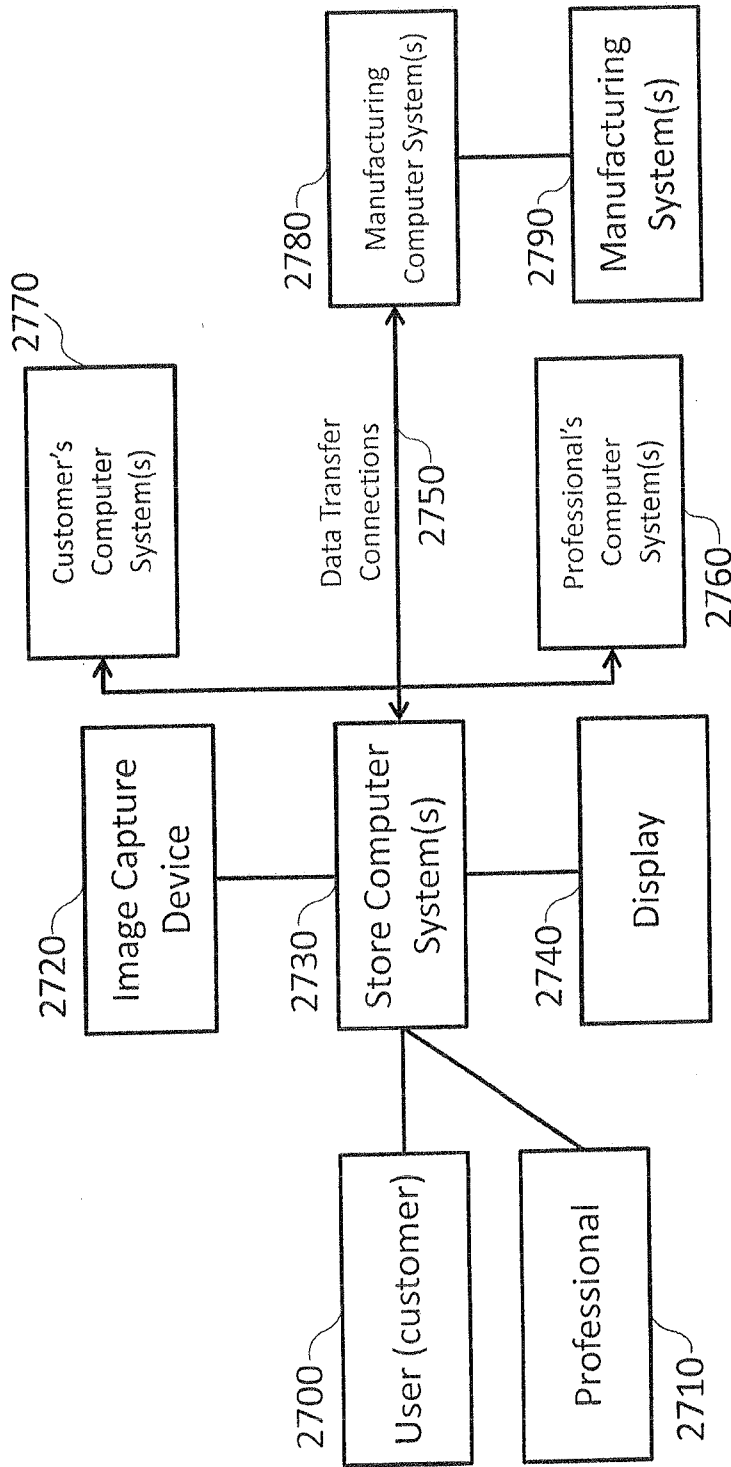 2700
User (customer)
Professional
2710
2720
Image Capture
Device
2730
Store Computer
System(s)
2740
Display
2770
Customer's
Computer
System(s)
Data Transfer
Connections
2750
Professional's
Computer
System(s)
2760
2780
Manufacturing
Computer System(s)
2790
Manufacturing
System(s)